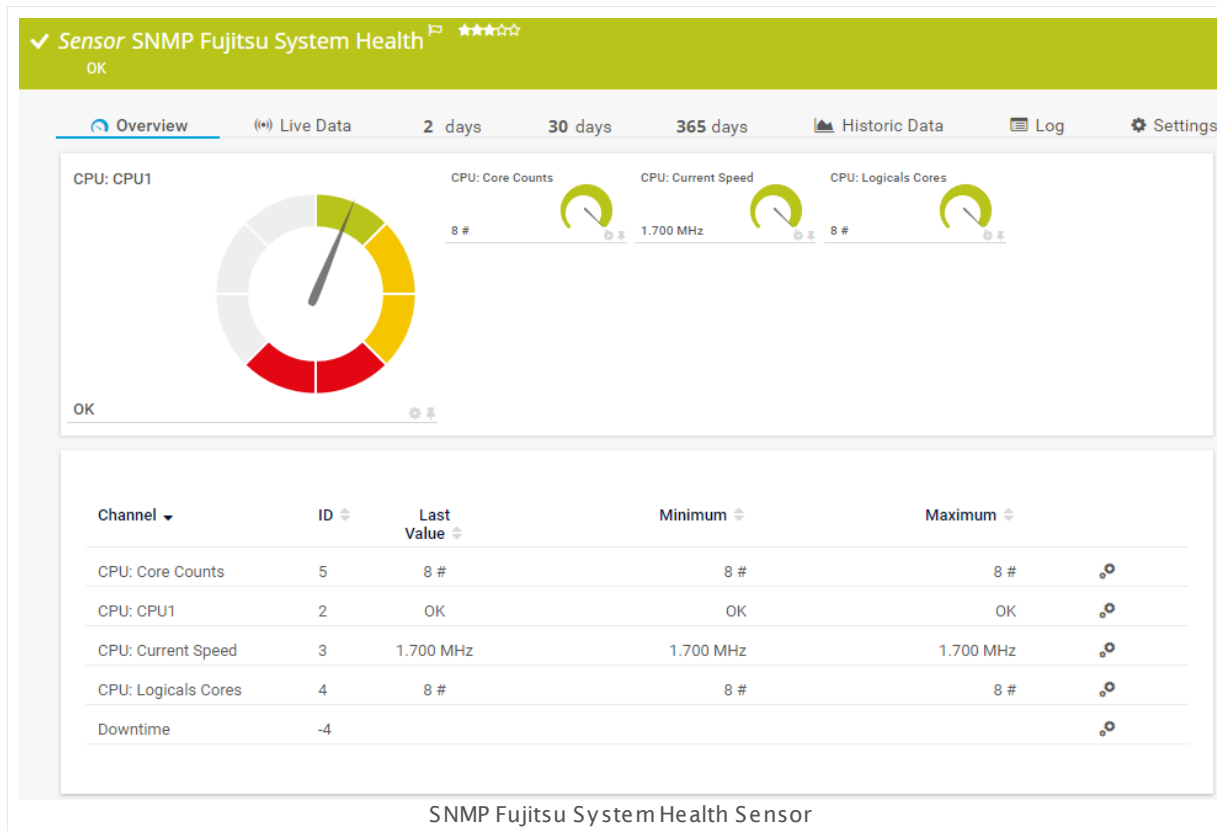 Sensor SNMP Fujitsu System Health
OK
Overview Live Data 2 days 30 days 365 days Historic Data Log Settings
CPU: CPU1
OK
CPU: Core Counts
8 #
CPU: Current Speed
1.700 MHz
CPU: Logicals Cores
8 #
Channel ID Last Value Minimum Maximum
CPU: Core Counts 5 8 # 8 # 8 #
CPU: CPU1 2 OK OK OK
CPU: Current Speed 3 1.700 MHz 1.700 MHz 1.700 MHz
CPU: Logicals Cores 4 8 # 8 # 8 #
Downtime -4
SNMP Fujitsu System Health Sensor